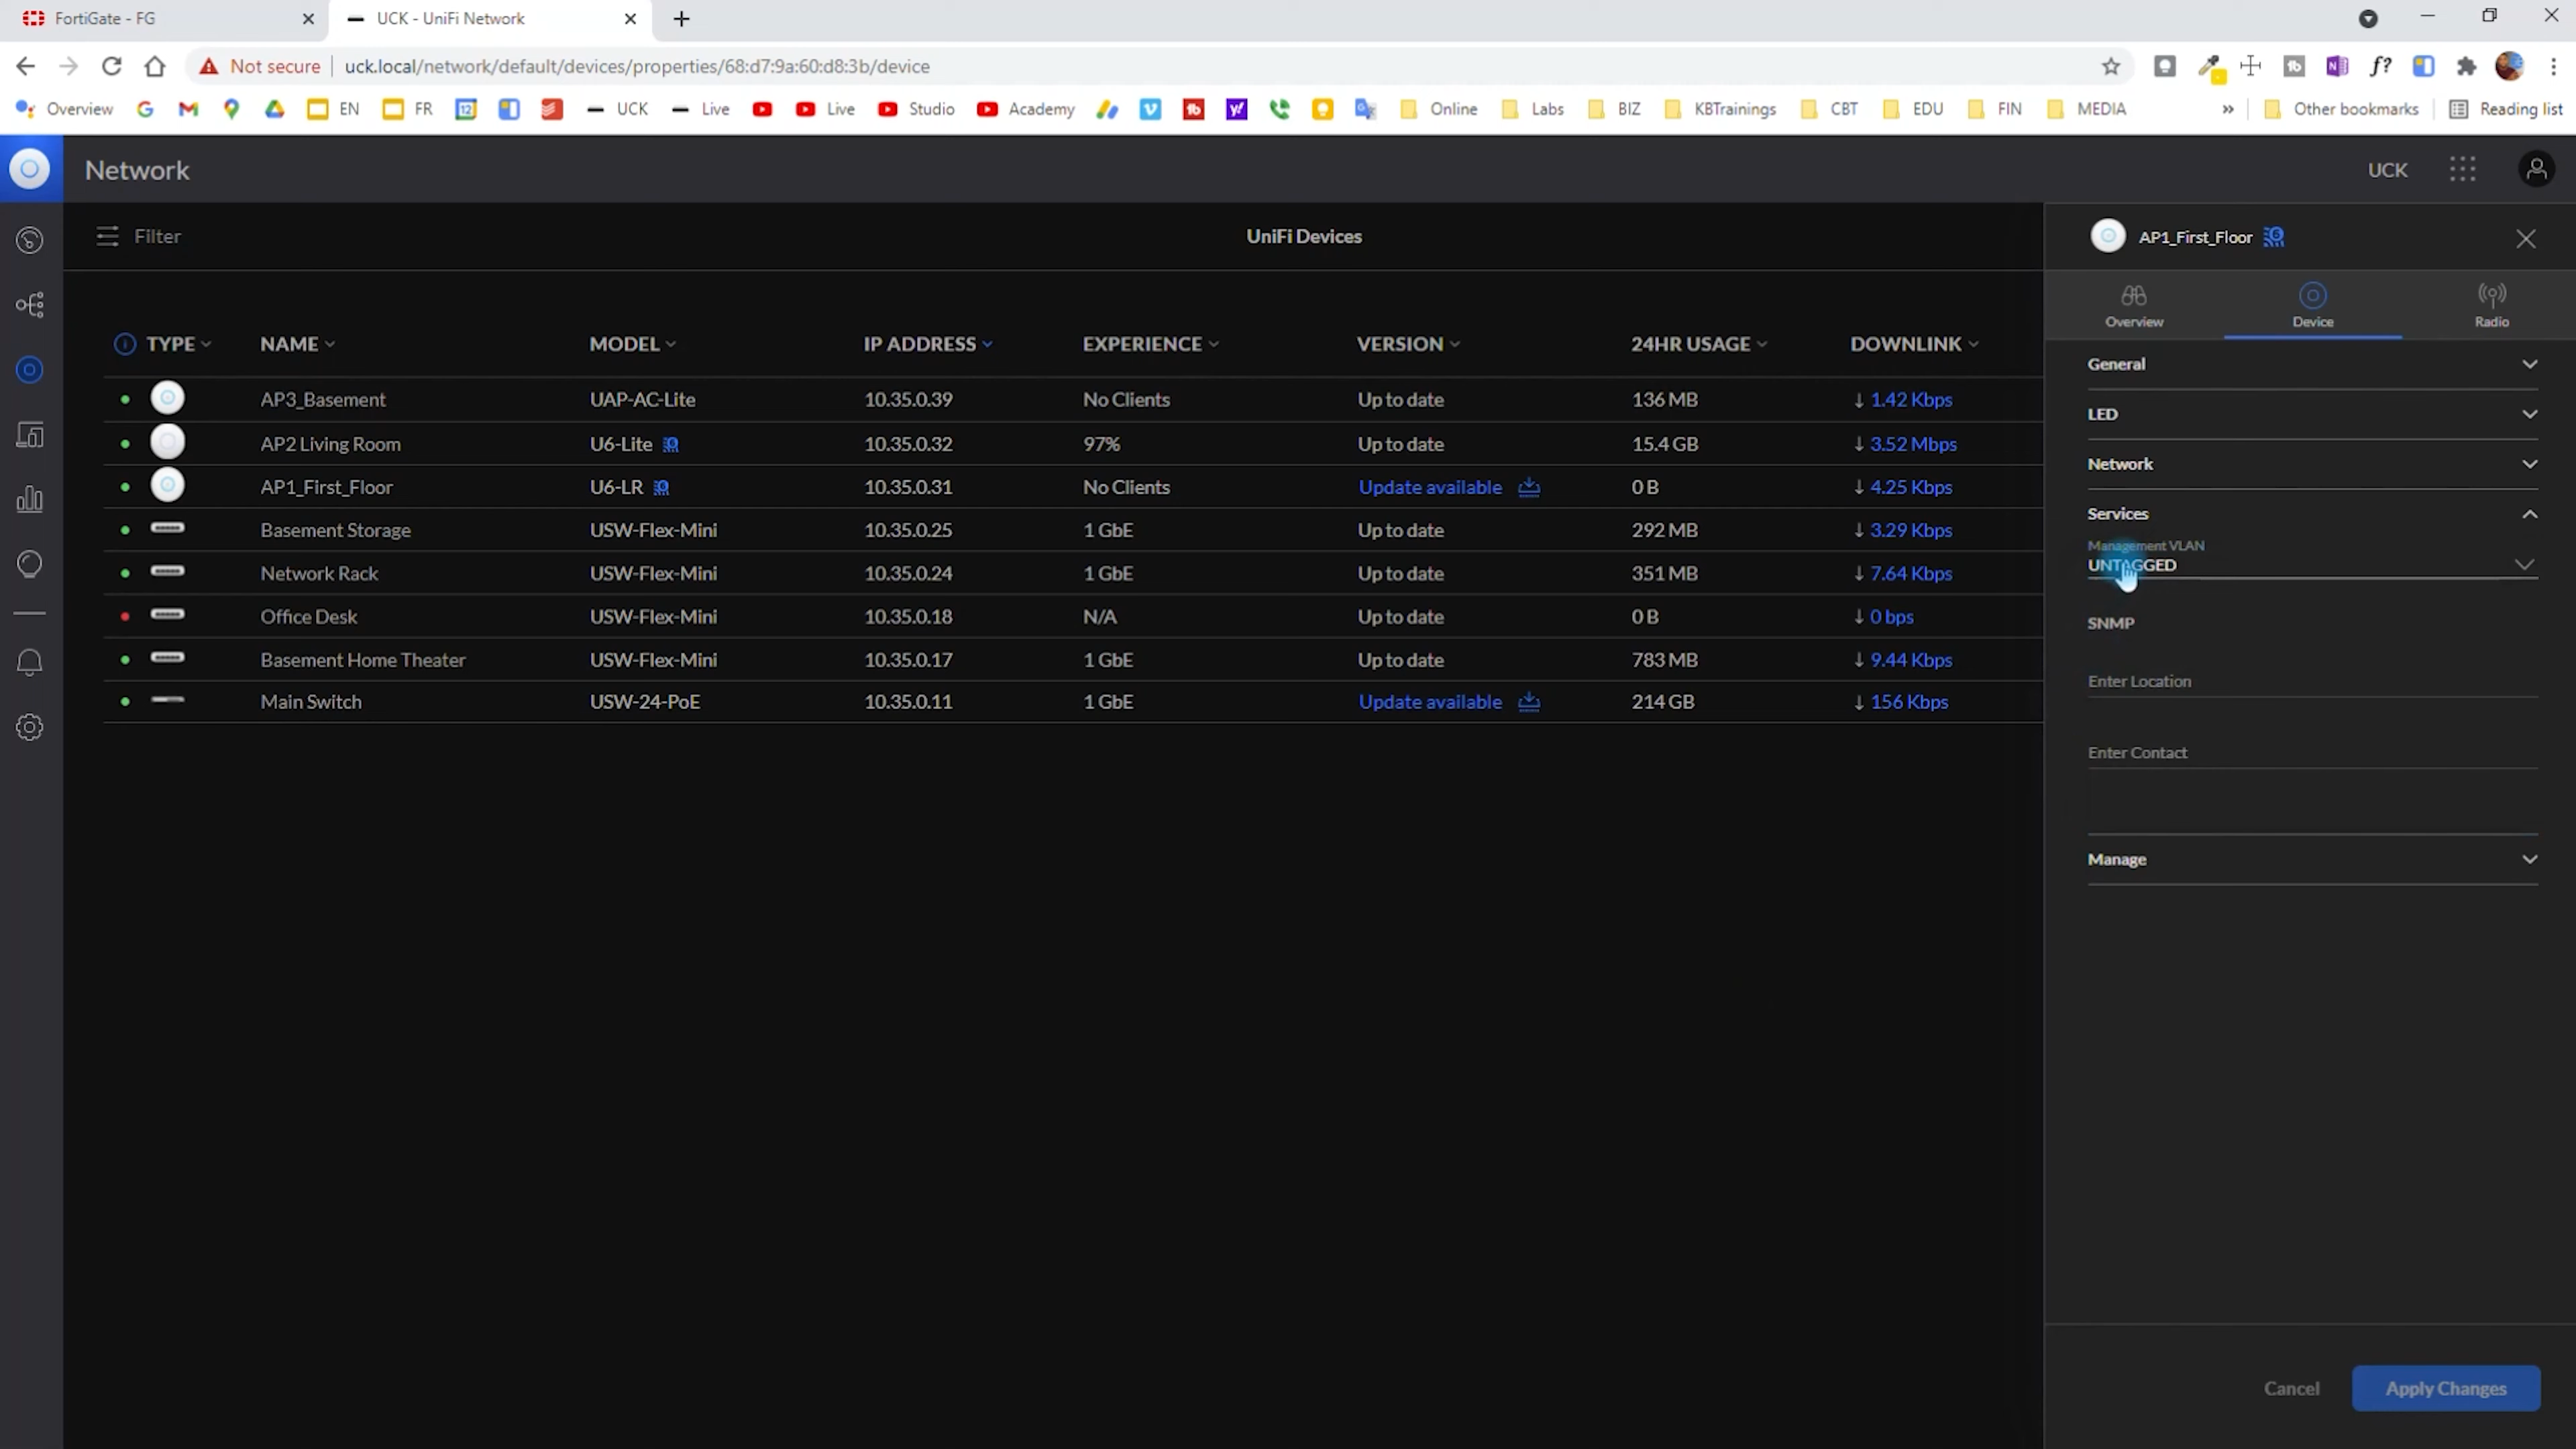 FortiGate - FG
UCK - UniFi Network
Not secure
uck.local/network/default/devices/properties/68:d7:9a:60:d8:3b/device
Overview EN FR UCK Live Live Studio Academy Online Labs BIZ KBTrainings CBT EDU FIN MEDIA » Other bookmarks Reading list
Network UCK
Filter UniFi Devices
TYPE NAME MODEL IP ADDRESS EXPERIENCE VERSION 24HR USAGE DOWNLINK
AP3_Basement UAP-AC-Lite 10.35.0.39 No Clients Up to date 136 MB ↓ 1.42 Kbps
AP2 Living Room U6-Lite 10.35.0.32 97% Up to date 15.4 GB ↓ 3.52 Mbps
AP1_First_Floor U6-LR 10.35.0.31 No Clients Update available 0 B ↓ 4.25 Kbps
Basement Storage USW-Flex-Mini 10.35.0.25 1 GbE Up to date 292 MB ↓ 3.29 Kbps
Network Rack USW-Flex-Mini 10.35.0.24 1 GbE Up to date 351 MB ↓ 7.64 Kbps
Office Desk USW-Flex-Mini 10.35.0.18 N/A Up to date 0 B ↓ 0 bps
Basement Home Theater USW-Flex-Mini 10.35.0.17 1 GbE Up to date 783 MB ↓ 9.44 Kbps
Main Switch USW-24-PoE 10.35.0.11 1 GbE Update available 214 GB ↓ 156 Kbps
AP1_First_Floor
Overview Device Radio
General
LED
Network
Services
Management VLAN
UNTAGGED
SNMP
Enter Location
Enter Contact
Manage
Cancel Apply Changes